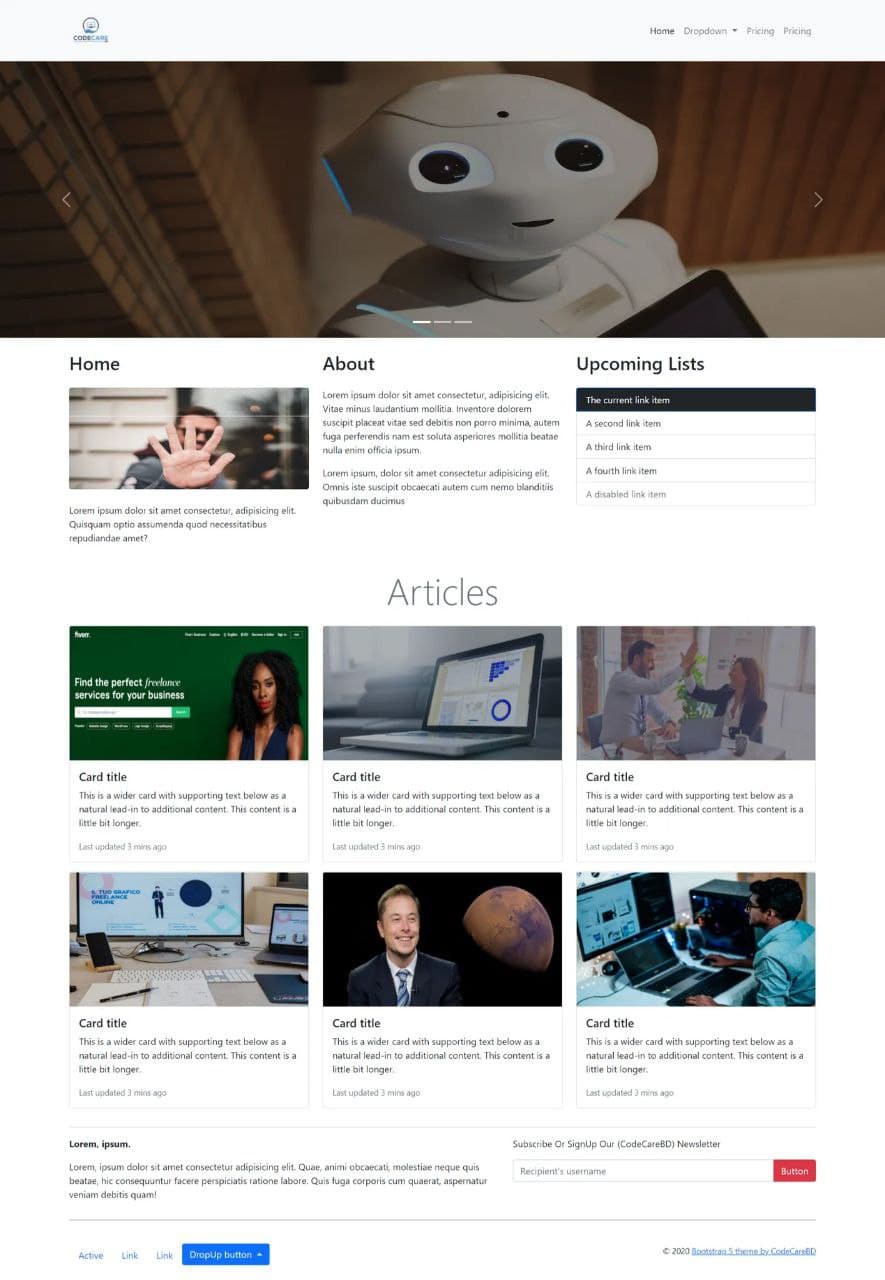 CODECARE
Home Dropdown Pricing Pricing
Home
Lorem ipsum dolor sit amet consectetur, adipisicing elit.
Quisquam optio assumenda quod necessitatibus
repudiandae amet?
About
Lorem ipsum dolor sit amet consectetur, adipisicing elit.
Vitae minus laudantium mollitia. Inventore dolorem
suscipit placeat vitae sed debitis non porro minima, autem
fuga perferendis nam est soluta asperiores mollitia beatae
nulla enim officia ipsum.
Lorem ipsum, dolor sit amet consectetur adipisicing elit.
Omnis iste suscipit obcaecati autem cum nemo blanditiis
quibusdam ducimus
Upcoming Lists
The current link item
A second link item
A third link item
A fourth link item
A disabled link item
Articles
fiverr.
Find the perfect freelance
services for your business
Search
Card title
This is a wider card with supporting text below as a
natural lead-in to additional content. This content is a
little bit longer.
Last updated 3 mins ago
Card title
This is a wider card with supporting text below as a
natural lead-in to additional content. This content is a
little bit longer.
Last updated 3 mins ago
Card title
This is a wider card with supporting text below as a
natural lead-in to additional content. This content is a
little bit longer.
Last updated 3 mins ago
IL TUO GRAFICO
FREELANCE
ONLINE
Card title
This is a wider card with supporting text below as a
natural lead-in to additional content. This content is a
little bit longer.
Last updated 3 mins ago
Card title
This is a wider card with supporting text below as a
natural lead-in to additional content. This content is a
little bit longer.
Last updated 3 mins ago
Card title
This is a wider card with supporting text below as a
natural lead-in to additional content. This content is a
little bit longer.
Last updated 3 mins ago
Lorem, ipsum.
Lorem, ipsum dolor sit amet consectetur adipisicing elit. Quae, animi obcaecati, molestiae neque quis
beatae, hic consequuntur facere perspiciatis ratione labore. Quis fuga corporis cum quaerat, aspernatur
veniam debitis quam!
Subscribe Or SignUp Our (CodeCareBD) Newsletter
Recipient's username Button
Active Link Link DropUp button
© 2020 Bootstrap 5 theme by CodeCareBD